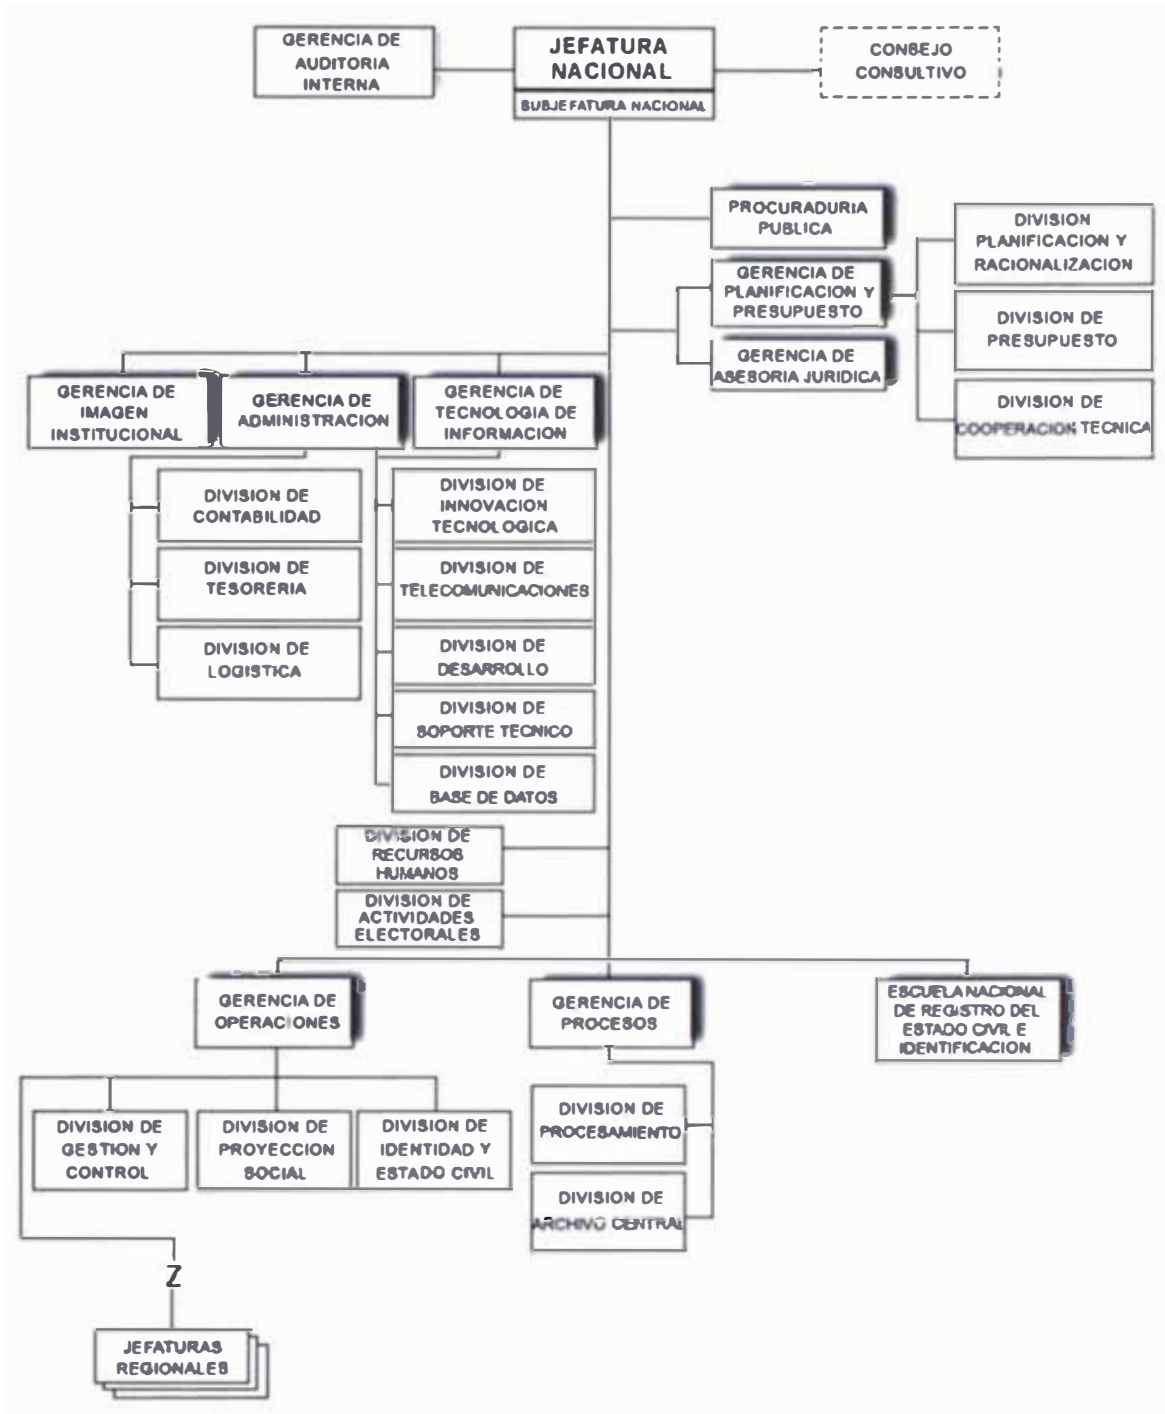 GERENCIA DE
AUDITORIA
INTERNA
JEFATURA
NACIONAL
SUBJEFATURA NACIONAL
CONSEJO
CONSULTIVO
PROCURADURIA
PUBLICA
GERENCIA DE
PLANIFICACION Y
PRESUPUESTO
GERENCIA DE
ASESORIA JURIDICA
DIVISION
PLANIFICACION Y
RACIONALIZACION
DIVISION DE
PRESUPUESTO
DIVISION DE
COOPERACION TECNICA
GERENCIA DE
IMAGEN
INSTITUCIONAL
GERENCIA DE
ADMINISTRACION
GERENCIA DE
TECNOLOGIA DE
INFORMACION
DIVISION DE
CONTABILIDAD
DIVISION DE
TESORERIA
DIVISION DE
LOGISTICA
DIVISION DE
INNOVACION
TECNOLOGICA
DIVISION DE
TELECOMUNICACIONES
DIVISION DE
DESARROLLO
DIVISION DE
SOPORTE TECNICO
DIVISION DE
BASE DE DATOS
DIVISION DE
RECURSOS
HUMANOS
DIVISION DE
ACTIVIDADES
ELECTORALES
GERENCIA DE
OPERACIONES
GERENCIA DE
PROCESOS
ESCUELA NACIONAL
DE REGISTRO DEL
ESTADO CIVIL E
IDENTIFICACION
DIVISION DE
GESTION Y
CONTROL
DIVISION DE
PROYECCION
SOCIAL
DIVISION DE
IDENTIDAD Y
ESTADO CIVIL
DIVISION DE
PROCESAMIENTO
DIVISION DE
ARCHIVO CENTRAL
JEFATURAS
REGIONALES